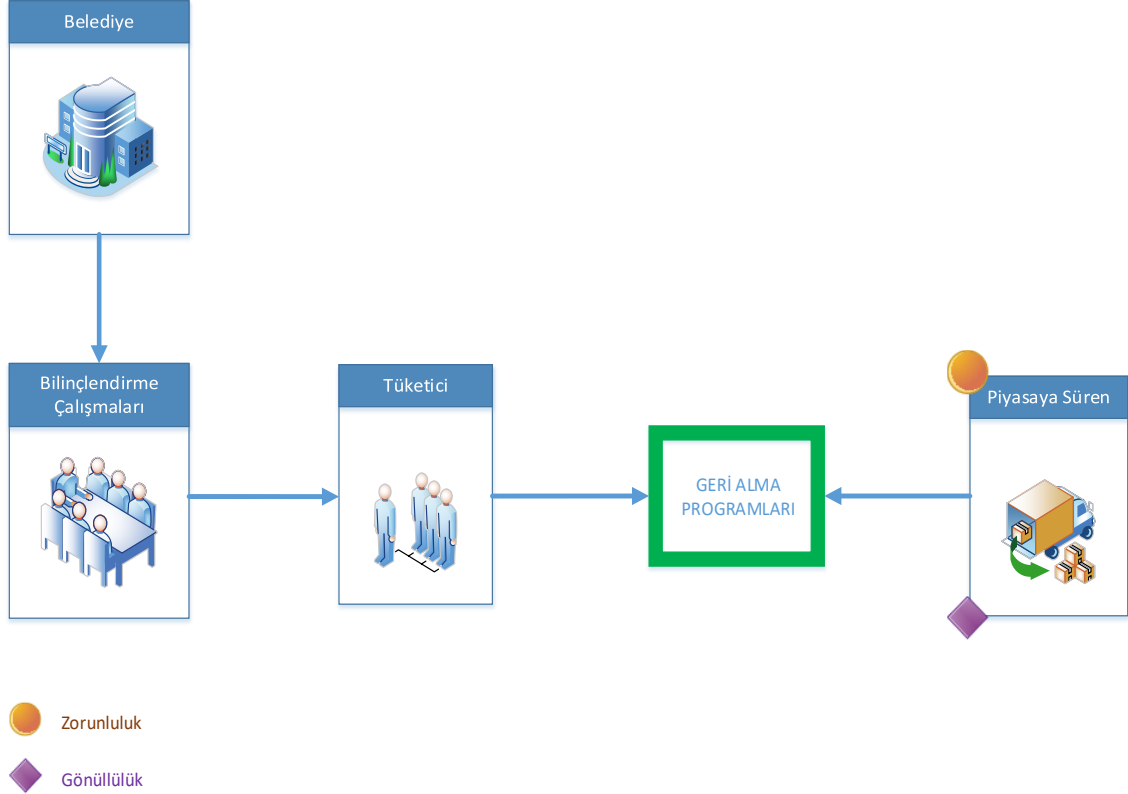 Belediye
Bilinçlendirme
Çalışmaları
Tüketici
GERİ ALMA
PROGRAMLARI
Piyasaya Süren
Zorunluluk
Gönüllülük